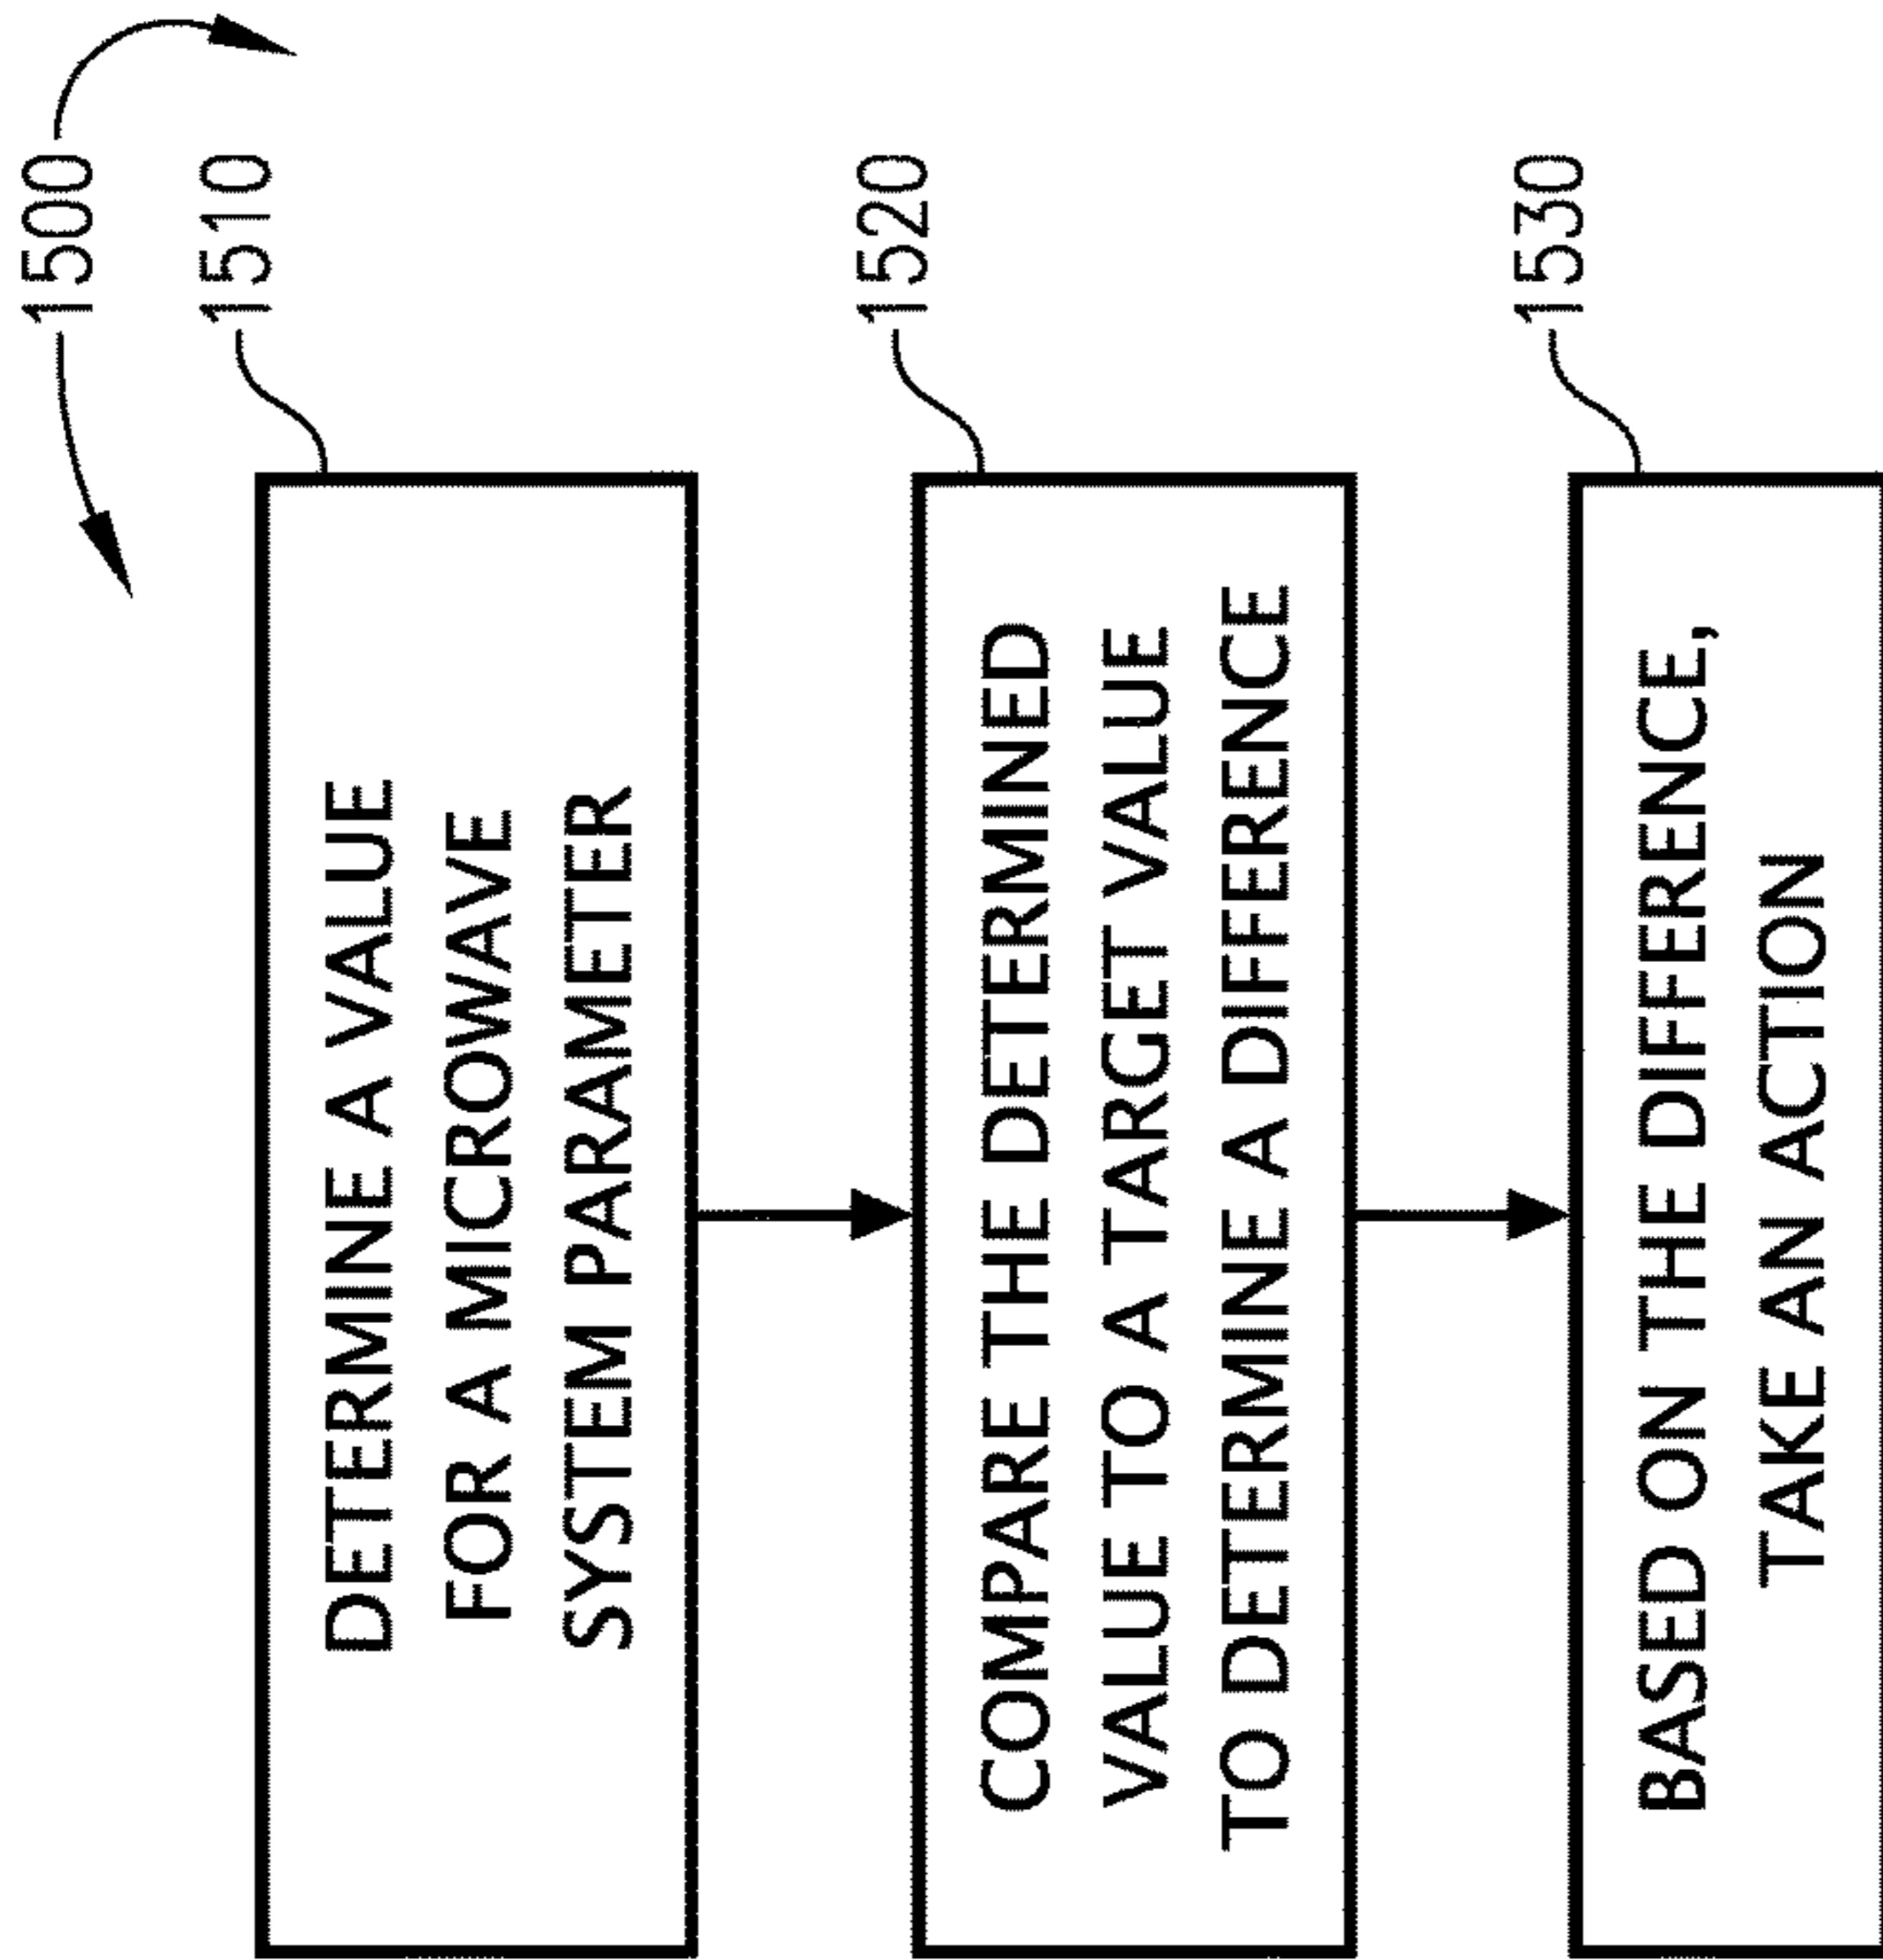 1500
1510
DETERMINE A VALUE
FOR A MICROWAVE
SYSTEM PARAMETER
1520
COMPARE THE DETERMINED
VALUE TO A TARGET VALUE
TO DETERMINE A DIFFERENCE
1530
BASED ON THE DIFFERENCE,
TAKE AN ACTION